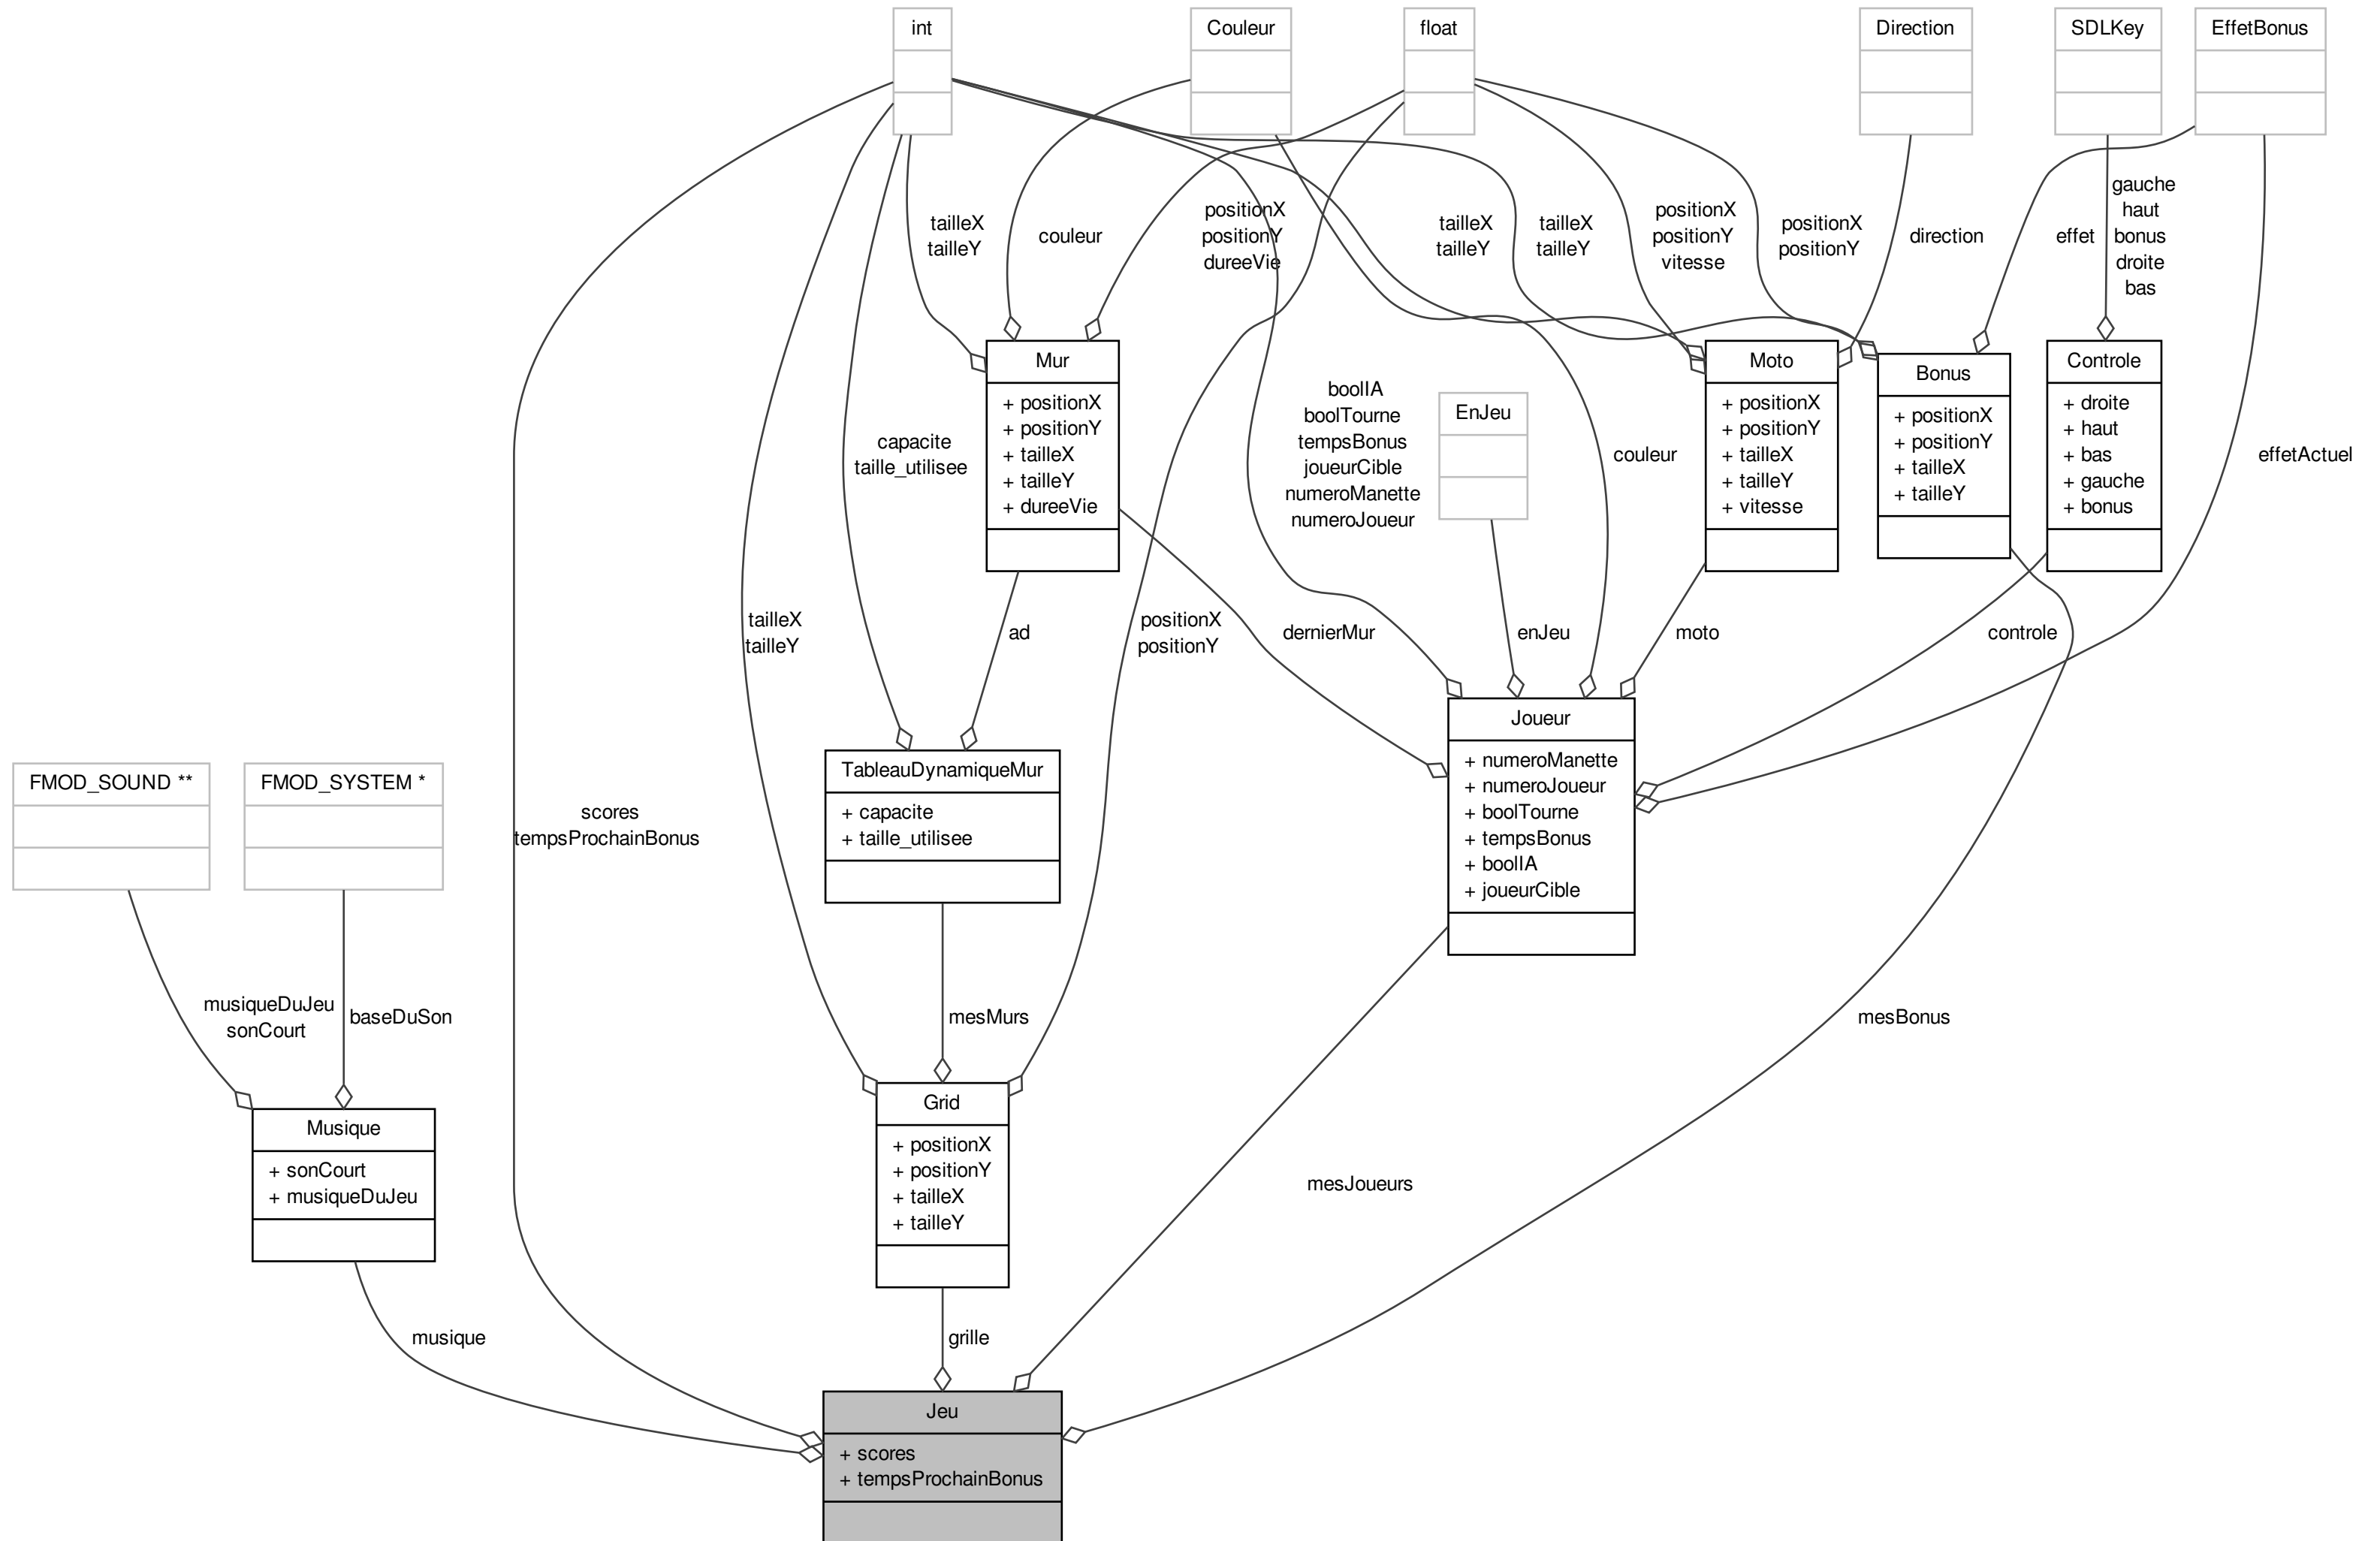 int
Couleur
float
Direction
SDLKey
EffetBonus
tailleX
tailleY
couleur
positionX
positionY
dureeVie
tailleX
tailleY
tailleX
tailleY
positionX
positionY
vitesse
positionX
positionY
direction
effet
gauche
haut
bonus
droite
bas
capacite
taille_utilisee
Mur
+ positionX
+ positionY
+ tailleX
+ tailleY
+ dureeVie
boolIA
boolTourne
tempsBonus
joueurCible
numeroManette
numeroJoueur
EnJeu
couleur
Moto
+ positionX
+ positionY
+ tailleX
+ tailleY
+ vitesse
Bonus
+ positionX
+ positionY
+ tailleX
+ tailleY
Controle
+ droite
+ haut
+ bas
+ gauche
+ bonus
effetActuel
tailleX
tailleY
ad
positionX
positionY
dernierMur
enJeu
moto
controle
FMOD_SOUND **
FMOD_SYSTEM *
scores
tempsProchainBonus
TableauDynamiqueMur
+ capacite
+ taille_utilisee
Joueur
+ numeroManette
+ numeroJoueur
+ boolTourne
+ tempsBonus
+ boolIA
+ joueurCible
musiqueDuJeu
sonCourt
baseDuSon
mesMurs
mesBonus
Musique
+ sonCourt
+ musiqueDuJeu
Grid
+ positionX
+ positionY
+ tailleX
+ tailleY
mesJoueurs
musique
grille
Jeu
+ scores
+ tempsProchainBonus